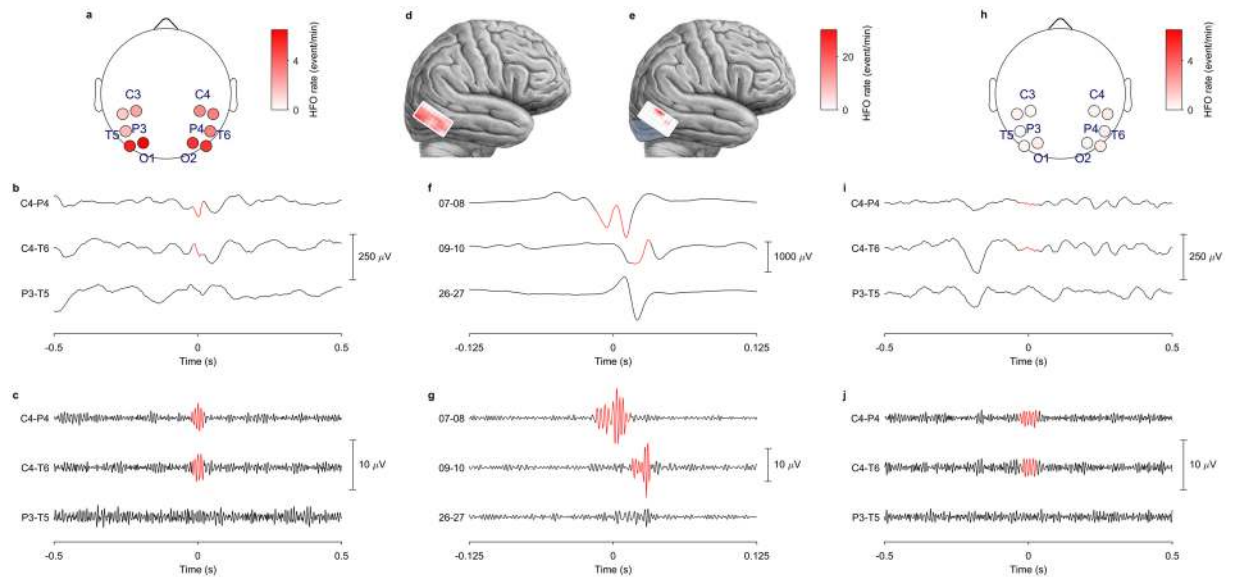 a
HFO rate (event/min)
4
0
C3
C4
T5
P3
P4
T6
O1
O2
b
C4-P4
C4-T6
250 µV
P3-T5
-0.5
0
0.5
Time (s)
c
C4-P4
C4-T6
10 µV
P3-T5
-0.5
0
0.5
Time (s)
d
e
HFO rate (event/min)
20
10
0
f
07-08
09-10
1000 µV
26-27
-0.125
0
0.125
Time (s)
g
07-08
09-10
10 µV
26-27
-0.125
0
0.125
Time (s)
h
HFO rate (event/min)
4
0
C3
C4
T5
P3
P4
T6
O1
O2
i
C4-P4
C4-T6
250 µV
P3-T5
-0.5
0
0.5
Time (s)
j
C4-P4
C4-T6
10 µV
P3-T5
-0.5
0
0.5
Time (s)